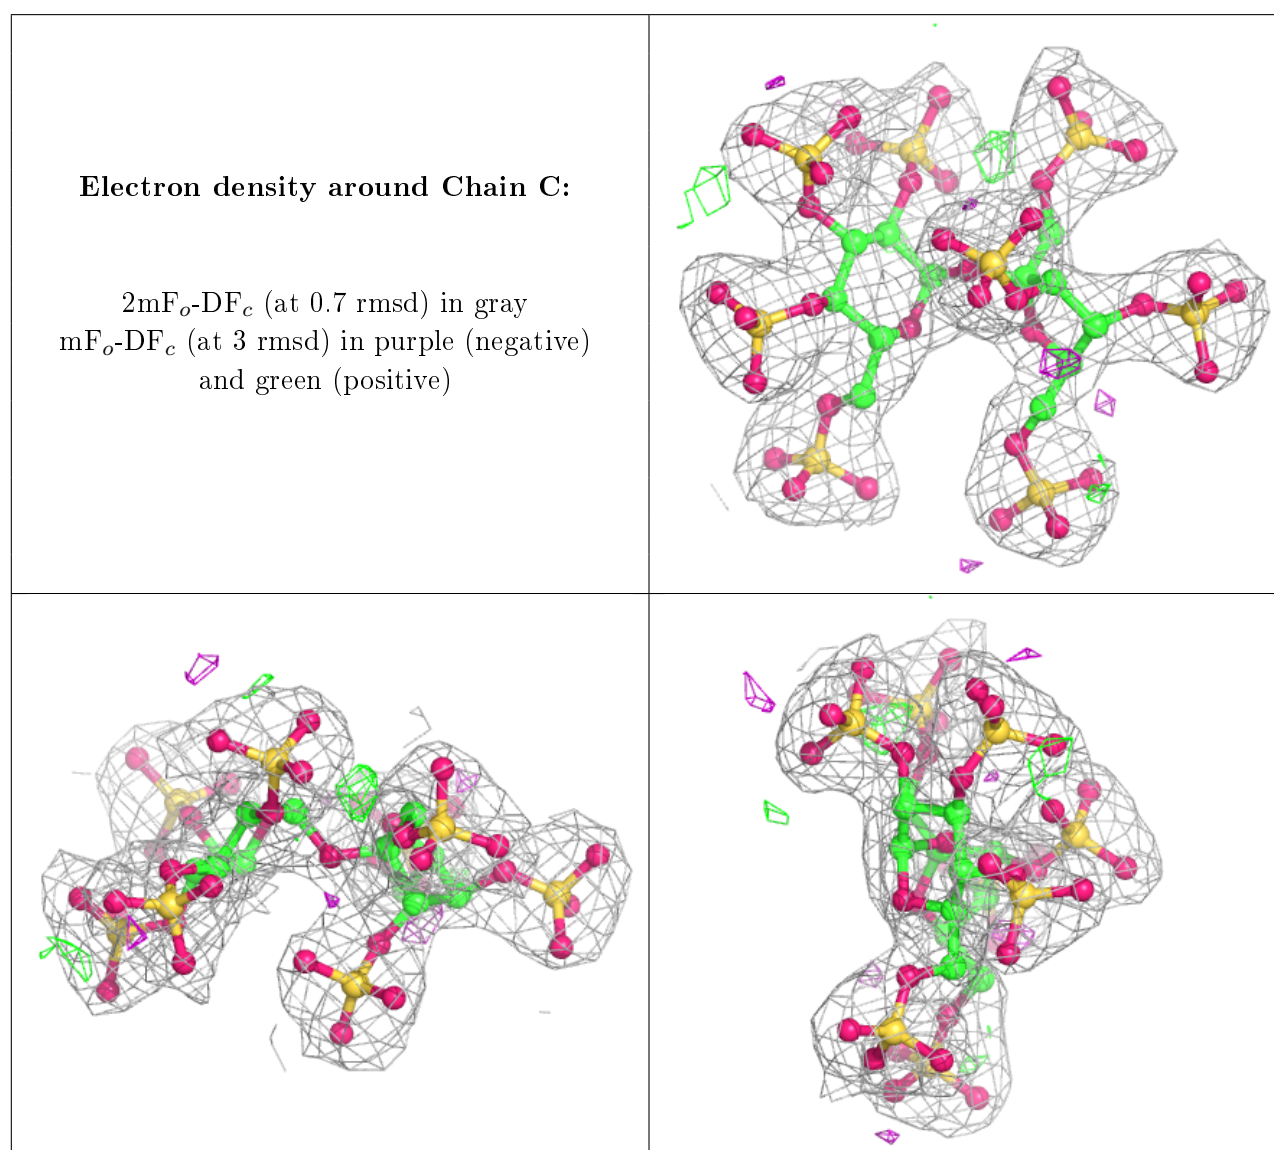 Electron density around Chain C:
2mFo-DFc (at 0.7 rmsd) in gray
mFo-DFc (at 3 rmsd) in purple (negative)
and green (positive)